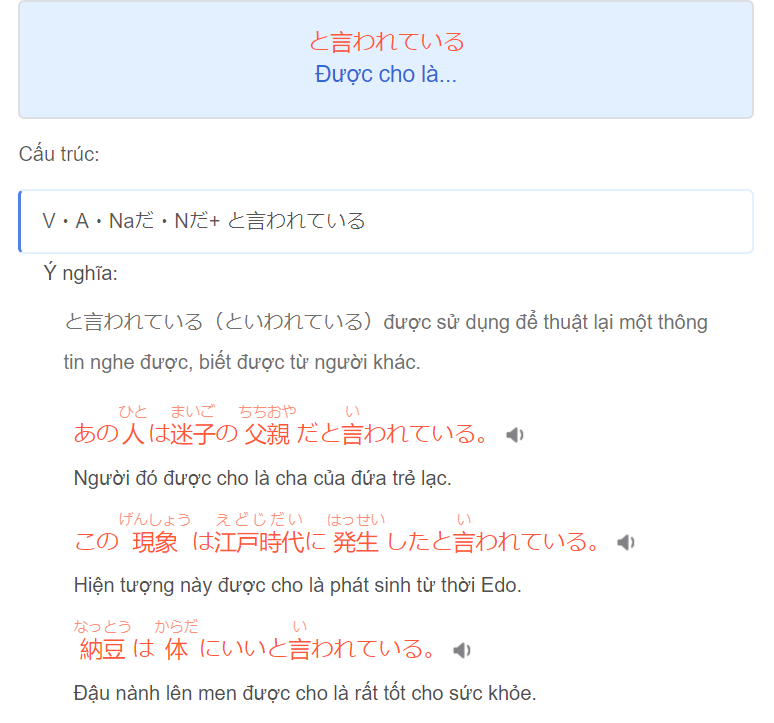 と言われている
Được cho là...
Cấu trúc:
V・A・Naだ・Nだ+ と言われている
Ý nghĩa:
と言われている（といわれている）được sử dụng để thuật lại một thông
tin nghe được, biết được từ người khác.
ひと まいご ちちおや い
あの人は迷子の父親だと言われている。
Người đó được cho là cha của đứa trẻ lạc.
げんしょう えどじだい はっせい い
この現象は江戸時代に発生したと言われている。
Hiện tượng này được cho là phát sinh từ thời Edo.
なっとう からだ い
納豆は体にいいと言われている。
Đậu nành lên men được cho là rất tốt cho sức khỏe.